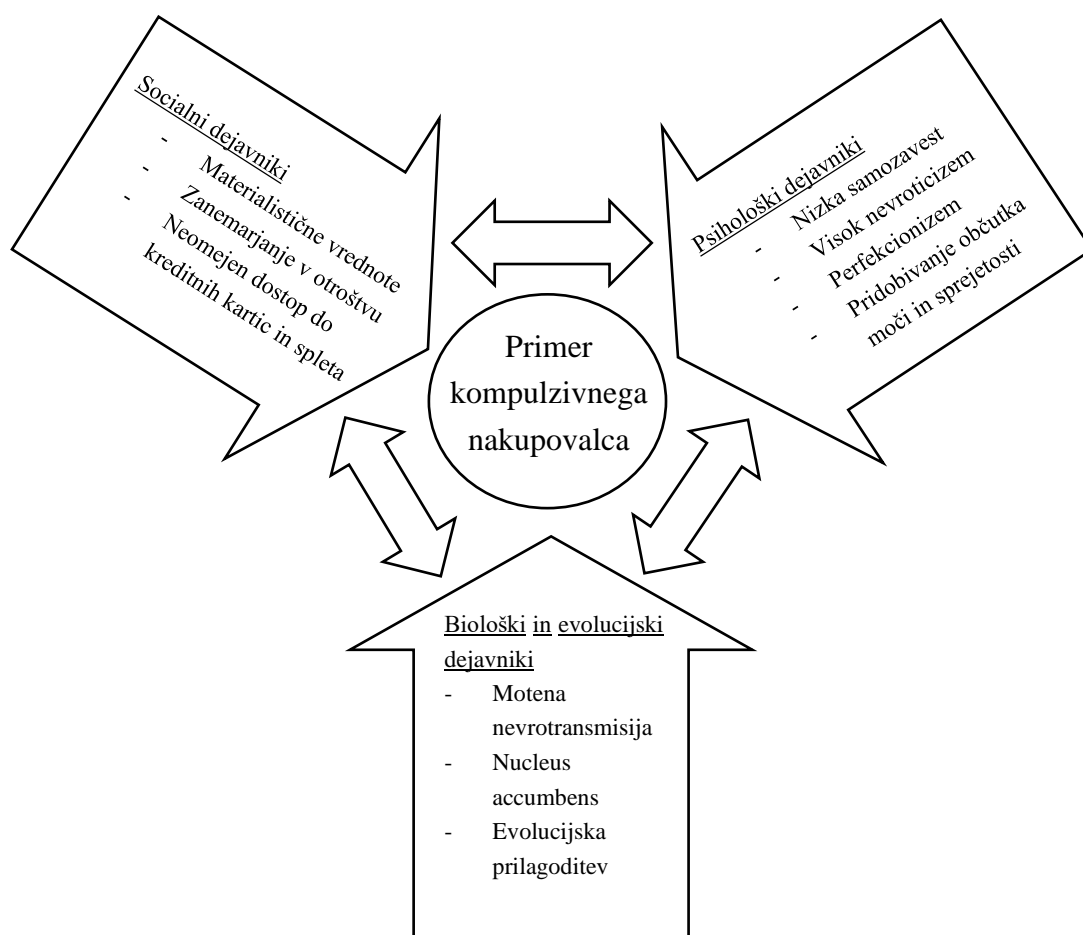 Socialni dejavniki
- Materialistične vrednote
- Zanemarjanje v otroštvu
- Neomejen dostop do
kreditnih kartic in spleta
Psihološki dejavniki
- Nizka samozavest
- Visok nevroticizem
- Perfekcionizem
- Pridobivanje občutka
moči in sprejetosti
Primer
kompulzivnega
nakupovalca
Biološki in evolucijski
dejavniki
- Motena
nevrotransmisija
- Nucleus
accumbens
- Evolucijska
prilagoditev